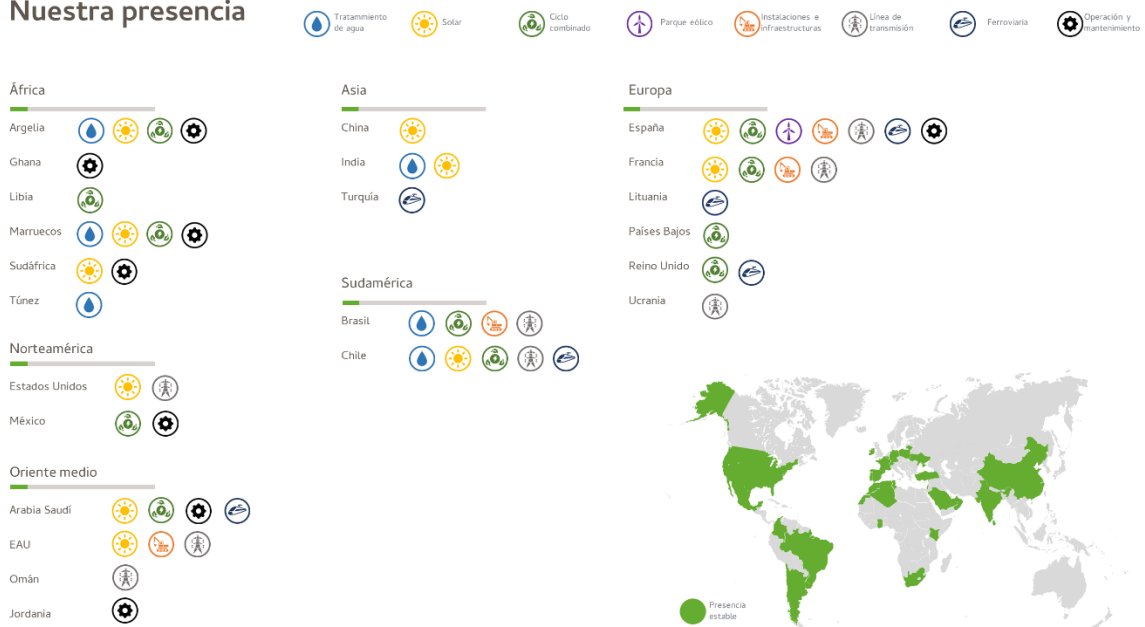 Nuestra presencia
Tratammiento
de agua
Solar
Ciclo
combinado
Parque eólico
Instalaciones e
infraestructuras
Línea de
transmisión
Ferroviaria
Operación y
mantenimiento
África
Argelia
Ghana
Libia
Marruecos
Sudáfrica
Túnez
Norteamérica
Estados Unidos
México
Oriente medio
Arabia Saudí
EAU
Omán
Jordania
Asia
China
India
Turquía
Sudamérica
Brasil
Chile
Europa
España
Francia
Lituania
Países Bajos
Reino Unido
Ucrania
Presencia
estable